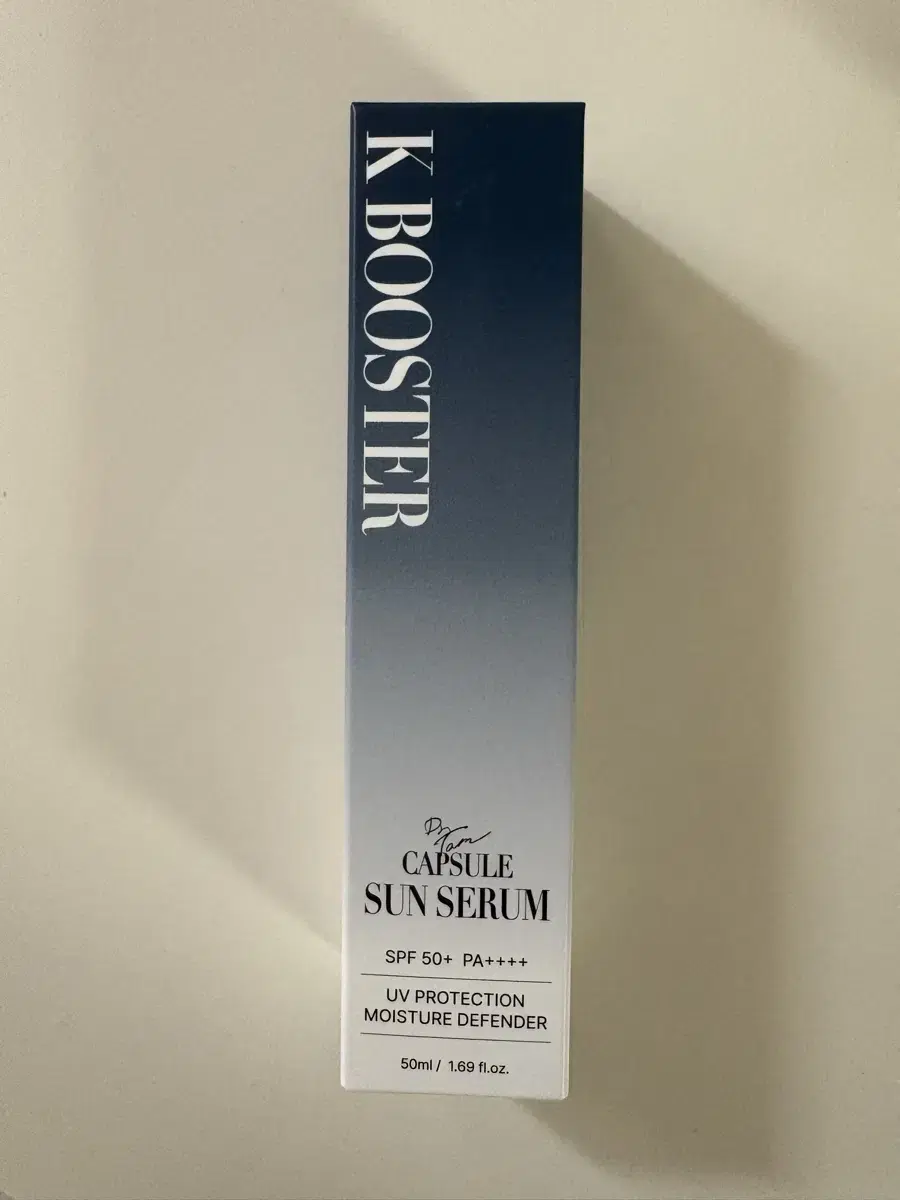 K BOOSTER
Dr
Tam
CAPSULE
SUN SERUM
SPF 50+ PA++++
UV PROTECTION
MOISTURE DEFENDER
50ml / 1.69 fl.oz.